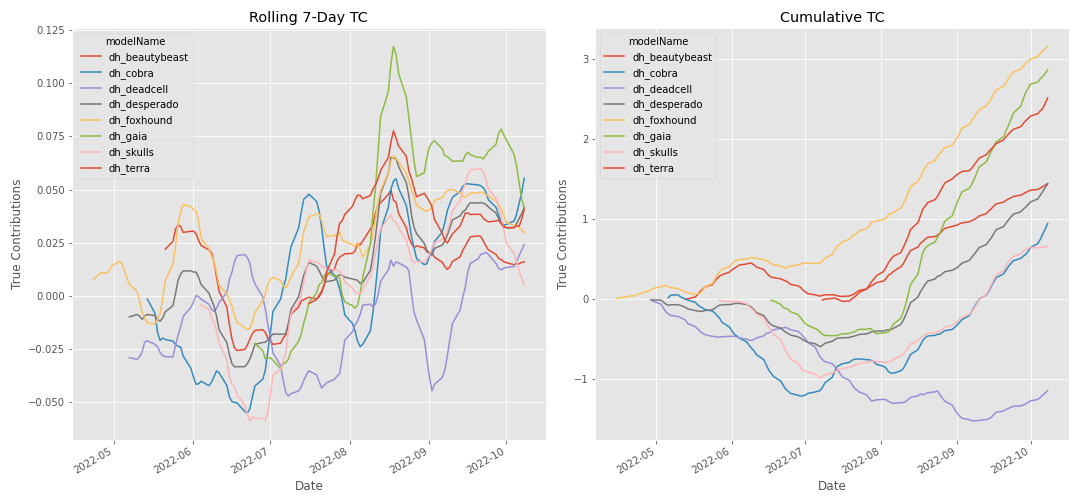 Rolling 7-Day TC
True Contributions
0.125
0.100
0.075
0.050
0.025
0.000
−0.025
−0.050
modelName
dh_beautybeast
dh_cobra
dh_deadcell
dh_desperado
dh_foxhound
dh_gaia
dh_skulls
dh_terra
2022-05
2022-06
2022-07
2022-08
2022-09
2022-10
Date
Cumulative TC
True Contributions
3
2
1
0
−1
modelName
dh_beautybeast
dh_cobra
dh_deadcell
dh_desperado
dh_foxhound
dh_gaia
dh_skulls
dh_terra
2022-05
2022-06
2022-07
2022-08
2022-09
2022-10
Date